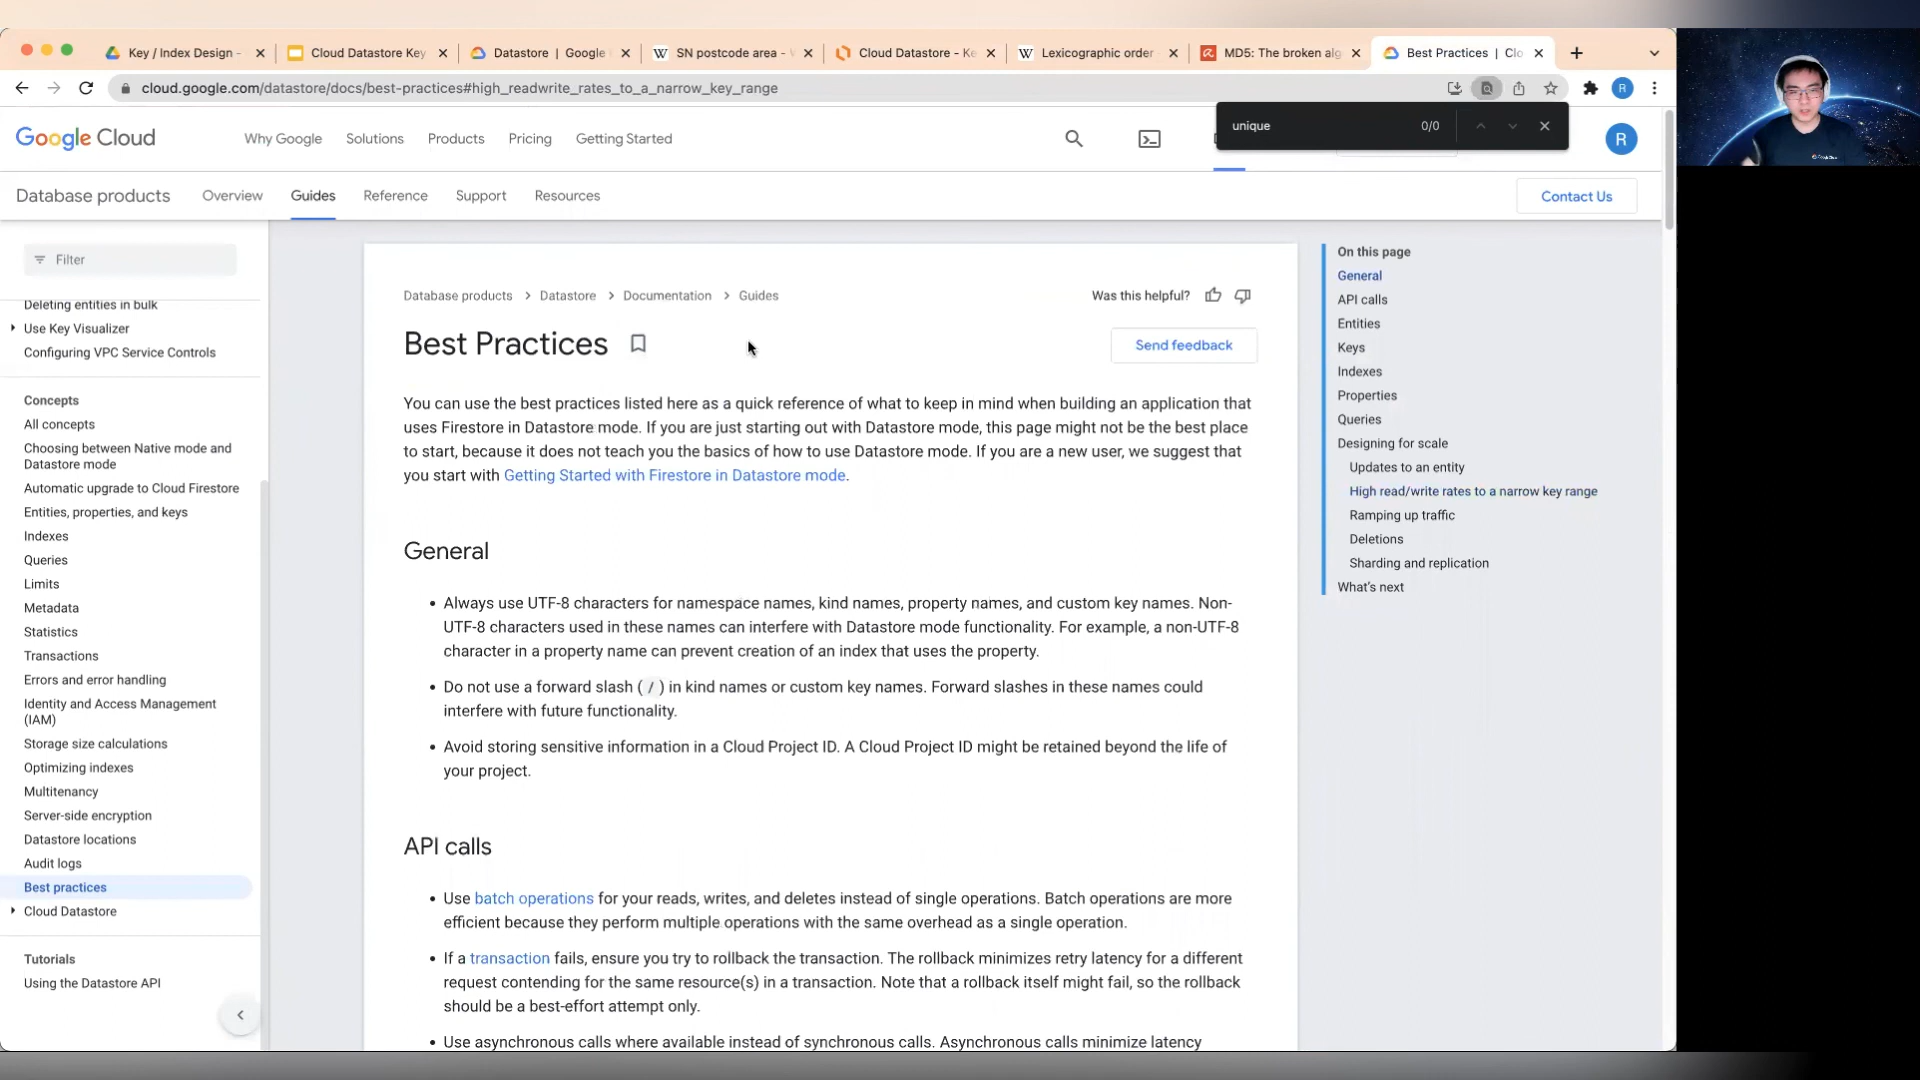 Key / Index Design -
Cloud Datastore Key
Datastore | Google
SN postcode area -
Cloud Datastore - Ke
Lexicographic order
MD5: The broken alg
Best Practices | Clo
cloud.google.com/datastore/docs/best-practices#high_readwrite_rates_to_a_narrow_key_range
R
unique
0/0
Google Cloud
Why Google
Solutions
Products
Pricing
Getting Started
R
Database products
Overview
Guides
Reference
Support
Resources
Contact Us
Filter
Deleting entities in bulk
Use Key Visualizer
Configuring VPC Service Controls
Concepts
All concepts
Choosing between Native mode and
Datastore mode
Automatic upgrade to Cloud Firestore
Entities, properties, and keys
Indexes
Queries
Limits
Metadata
Statistics
Transactions
Errors and error handling
Identity and Access Management
(IAM)
Storage size calculations
Optimizing indexes
Multitenancy
Server-side encryption
Datastore locations
Audit logs
Best practices
Cloud Datastore
Tutorials
Using the Datastore API
Database products > Datastore > Documentation > Guides
Was this helpful?
Best Practices
Send feedback
You can use the best practices listed here as a quick reference of what to keep in mind when building an application that
uses Firestore in Datastore mode. If you are just starting out with Datastore mode, this page might not be the best place
to start, because it does not teach you the basics of how to use Datastore mode. If you are a new user, we suggest that
you start with Getting Started with Firestore in Datastore mode.
General
• Always use UTF-8 characters for namespace names, kind names, property names, and custom key names. Non-
UTF-8 characters used in these names can interfere with Datastore mode functionality. For example, a non-UTF-8
character in a property name can prevent creation of an index that uses the property.
• Do not use a forward slash ( / ) in kind names or custom key names. Forward slashes in these names could
interfere with future functionality.
• Avoid storing sensitive information in a Cloud Project ID. A Cloud Project ID might be retained beyond the life of
your project.
API calls
• Use batch operations for your reads, writes, and deletes instead of single operations. Batch operations are more
efficient because they perform multiple operations with the same overhead as a single operation.
• If a transaction fails, ensure you try to rollback the transaction. The rollback minimizes retry latency for a different
request contending for the same resource(s) in a transaction. Note that a rollback itself might fail, so the rollback
should be a best-effort attempt only.
• Use asynchronous calls where available instead of synchronous calls. Asynchronous calls minimize latency
On this page
General
API calls
Entities
Keys
Indexes
Properties
Queries
Designing for scale
Updates to an entity
High read/write rates to a narrow key range
Ramping up traffic
Deletions
Sharding and replication
What's next